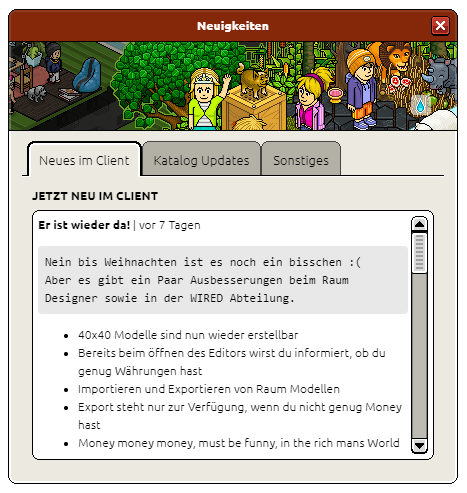 Neuigkeiten
Neues im Client
Katalog Updates
Sonstiges
JETZT NEU IM CLIENT
Er ist wieder da! | vor 7 Tagen
Nein bis Weihnachten ist es noch ein bisschen :(
Aber es gibt ein Paar Ausbesserungen beim Raum
Designer sowie in der WIRED Abteilung.
40x40 Modelle sind nun wieder erstellbar
Bereits beim öffnen des Editors wirst du informiert, ob du
genug Währungen hast
Importieren und Exportieren von Raum Modellen
Export steht nur zur Verfügung, wenn du nicht genug Money
hast
Money money money, must be funny, in the rich mans World